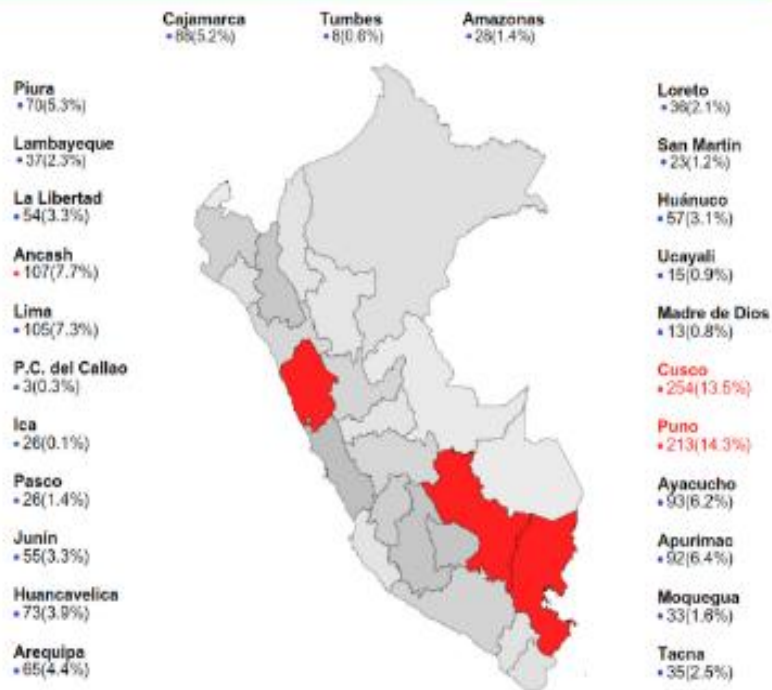 Cajamarca
88(5.2%)
Tumbes
8(0.6%)
Amazonas
28(1.4%)
Piura
70(5.3%)
Lambayeque
37(2.3%)
La Libertad
54(3.3%)
Ancash
107(7.7%)
Lima
105(7.3%)
P.C. del Callao
3(0.3%)
Ica
26(0.1%)
Pasco
26(1.4%)
Junín
55(3.3%)
Huancavelica
73(3.9%)
Arequipa
65(4.4%)
Loreto
36(2.1%)
San Martín
23(1.2%)
Huánuco
57(3.1%)
Ucayali
15(0.9%)
Madre de Dios
13(0.8%)
Cusco
254(13.5%)
Puno
213(14.3%)
Ayacucho
93(6.2%)
Apurímac
92(6.4%)
Moquegua
33(1.6%)
Tacna
35(2.5%)